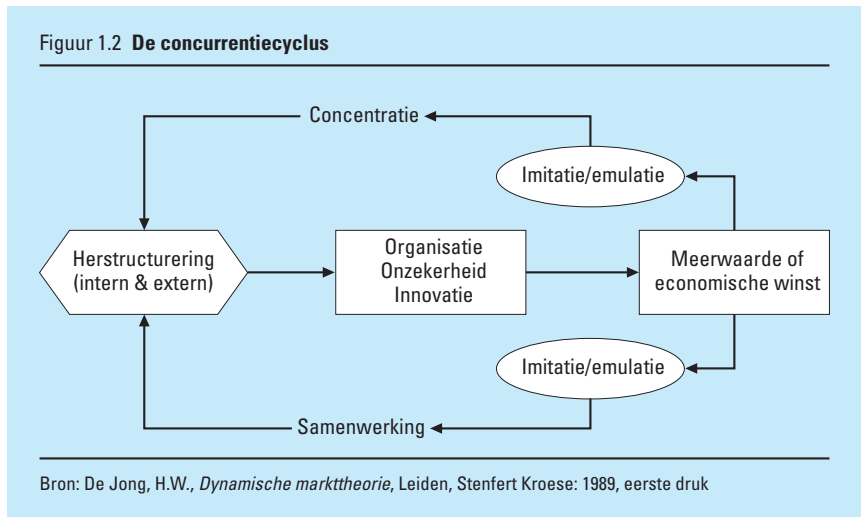 Figuur 1.2 De concurrentiecyclus
Concentratie
Imitatie/emulatie
Herstructurering
(intern & extern)
Organisatie
Onzekerheid
Innovatie
Meerwaarde of
economische winst
Imitatie/emulatie
Samenwerking
Bron: De Jong, H.W., Dynamische markttheorie, Leiden, Stenfert Kroese: 1989, eerste druk